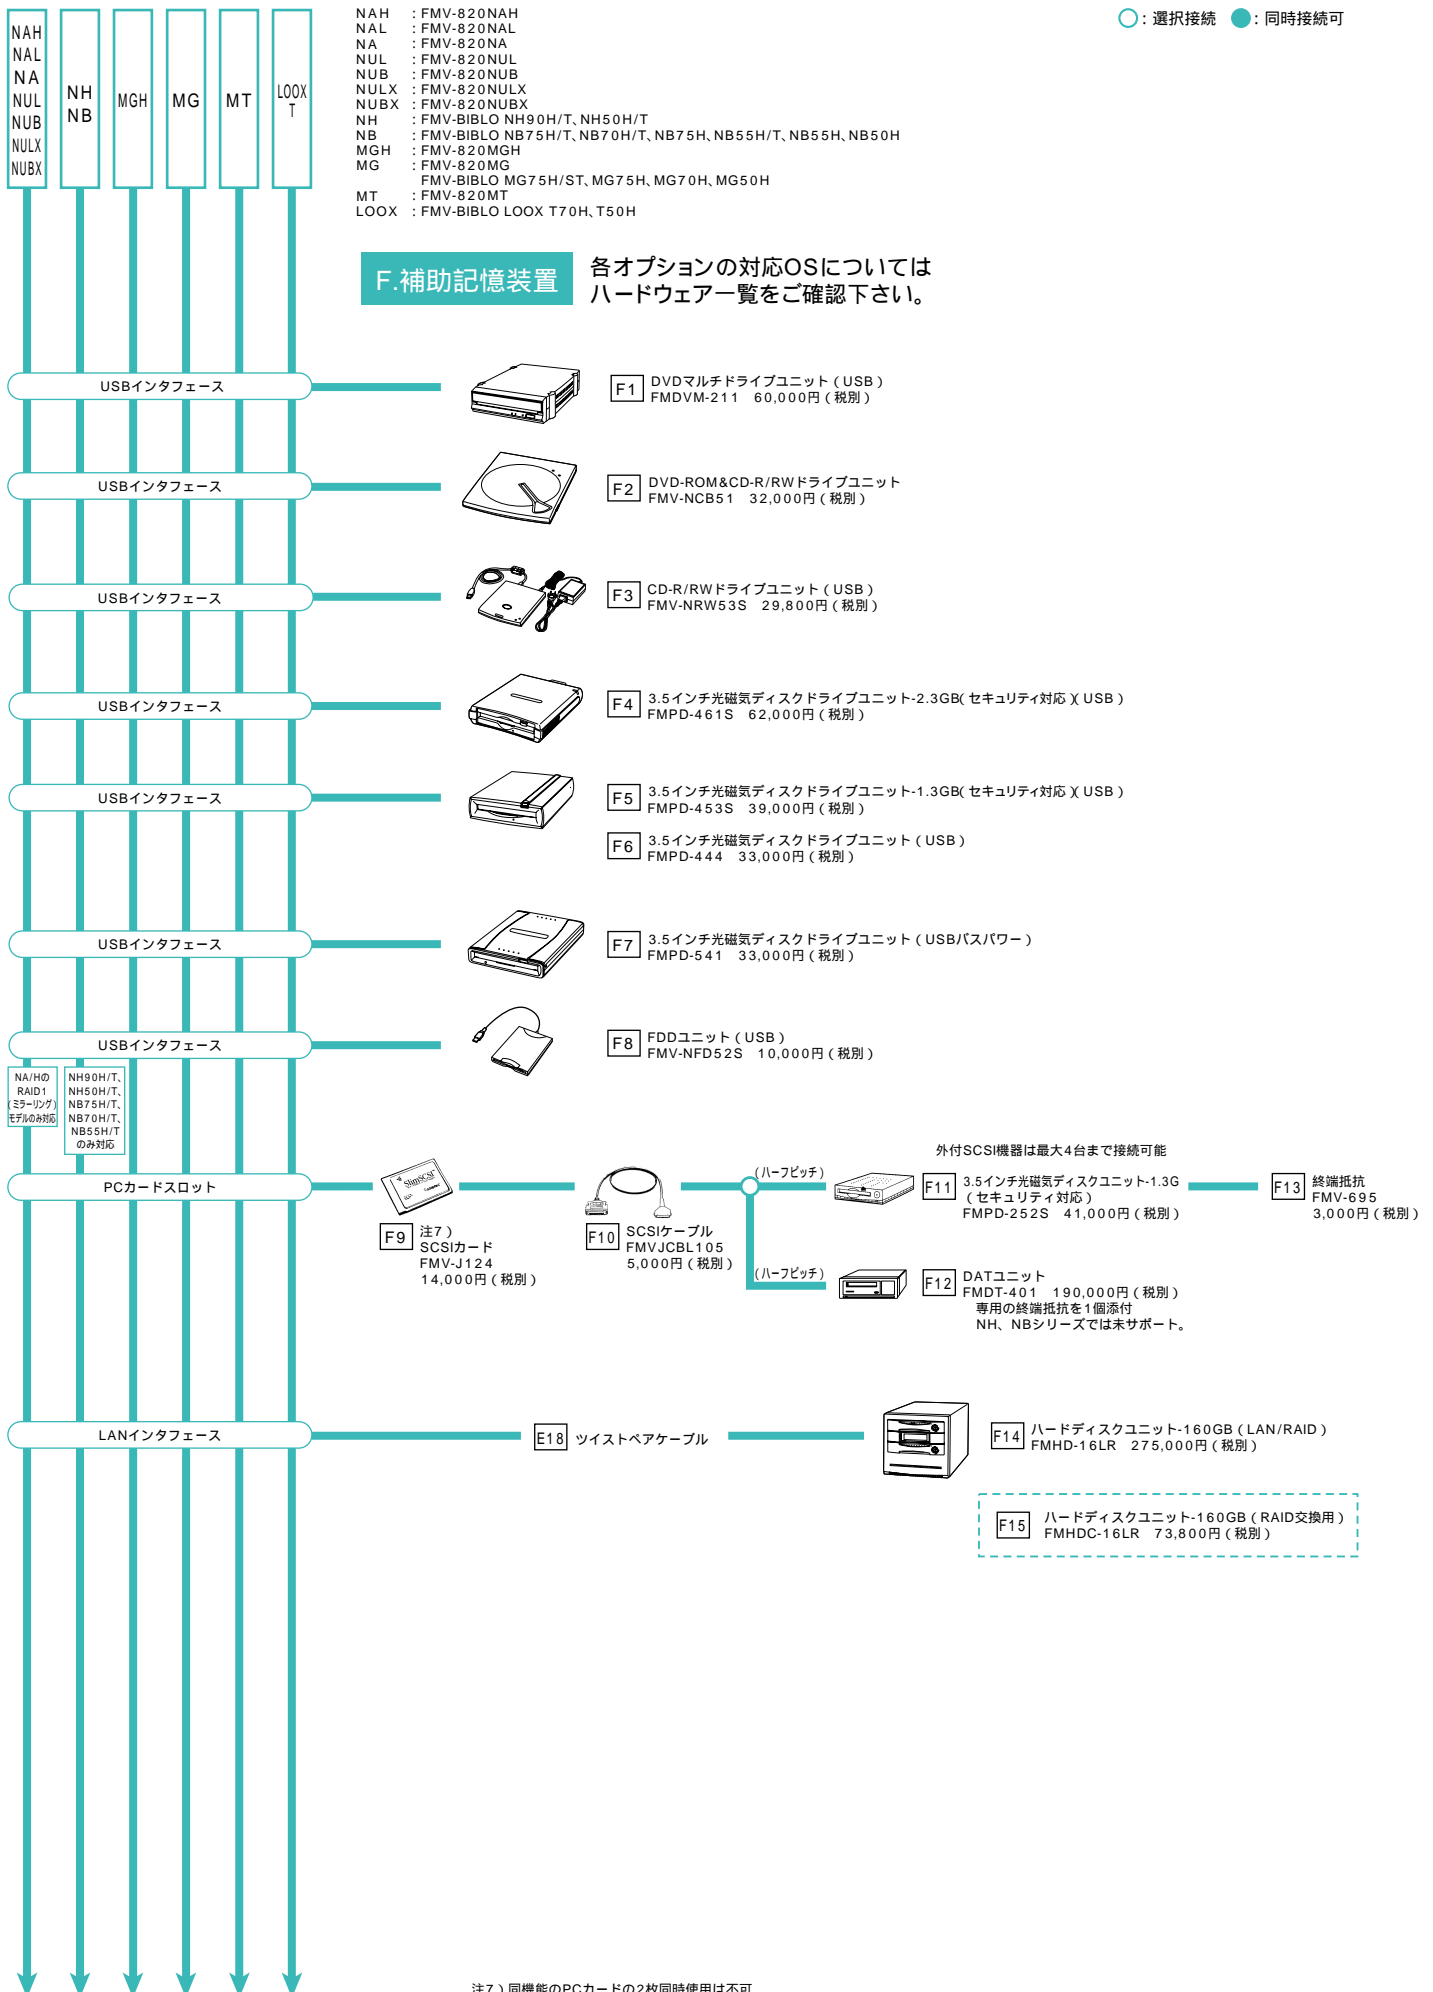 NAH
NAL
NA
NUL
NUB
NULX
NUBX
NH
NB
MGH
MG
MT
LOOX
T
NAH : FMV-820NAH
NAL : FMV-820NAL
NA : FMV-820NA
NUL : FMV-820NUL
NUB : FMV-820NUB
NULX : FMV-820NULX
NUBX : FMV-820NUBX
NH : FMV-BIBLO NH90H/T、NH50H/T
NB : FMV-BIBLO NB75H/T、NB70H/T、NB75H、NB55H/T、NB55H、NB50H
MGH : FMV-820MGH
MG : FMV-820MG
FMV-BIBLO MG75H/ST、MG75H、MG70H、MG50H
MT : FMV-820MT
LOOX : FMV-BIBLO LOOX T70H、T50H
○：選択接続 ●：同時接続可
F.補助記憶装置
各オプションの対応OSについては
ハードウェア一覧をご確認下さい。
USBインタフェース
F1 DVDマルチドライブユニット（USB）
FMDVM-211 60,000円（税別）
USBインタフェース
F2 DVD-ROM&CD-R/RWドライブユニット
FMV-NCB51 32,000円（税別）
USBインタフェース
F3 CD-R/RWドライブユニット（USB）
FMV-NRW53S 29,800円（税別）
USBインタフェース
F4 3.5インチ光磁気ディスクドライブユニット-2.3GB（セキュリティ対応）（USB）
FMPD-461S 62,000円（税別）
USBインタフェース
F5 3.5インチ光磁気ディスクドライブユニット-1.3GB（セキュリティ対応）（USB）
FMPD-453S 39,000円（税別）
F6 3.5インチ光磁気ディスクドライブユニット（USB）
FMPD-444 33,000円（税別）
USBインタフェース
F7 3.5インチ光磁気ディスクドライブユニット（USBバスパワー）
FMPD-541 33,000円（税別）
USBインタフェース
F8 FDDユニット（USB）
FMV-NFD52S 10,000円（税別）
NA/Hの
RAID1
（ミラーリング）
モデルのみ対応
NH90H/T、
NH50H/T、
NB75H/T、
NB70H/T、
NB55H/T
のみ対応
PCカードスロット
SlimSCSI
F9 注7）
SCSIカード
FMV-J124
14,000円（税別）
F10 SCSIケーブル
FMVJCBL105
5,000円（税別）
（ハーフピッチ）
外付SCSI機器は最大4台まで接続可能
F11 3.5インチ光磁気ディスクユニット-1.3G
（セキュリティ対応）
FMPD-252S 41,000円（税別）
F13 終端抵抗
FMV-695
3,000円（税別）
（ハーフピッチ）
F12 DATユニット
FMDT-401 190,000円（税別）
専用の終端抵抗を1個添付
NH、NBシリーズでは未サポート。
LANインタフェース
E18 ツイストペアケーブル
F14 ハードディスクユニット-160GB（LAN/RAID）
FMHD-16LR 275,000円（税別）
F15 ハードディスクユニット-160GB（RAID交換用）
FMHDC-16LR 73,800円（税別）
注7）同機能のPCカードの2枚同時使用は不可